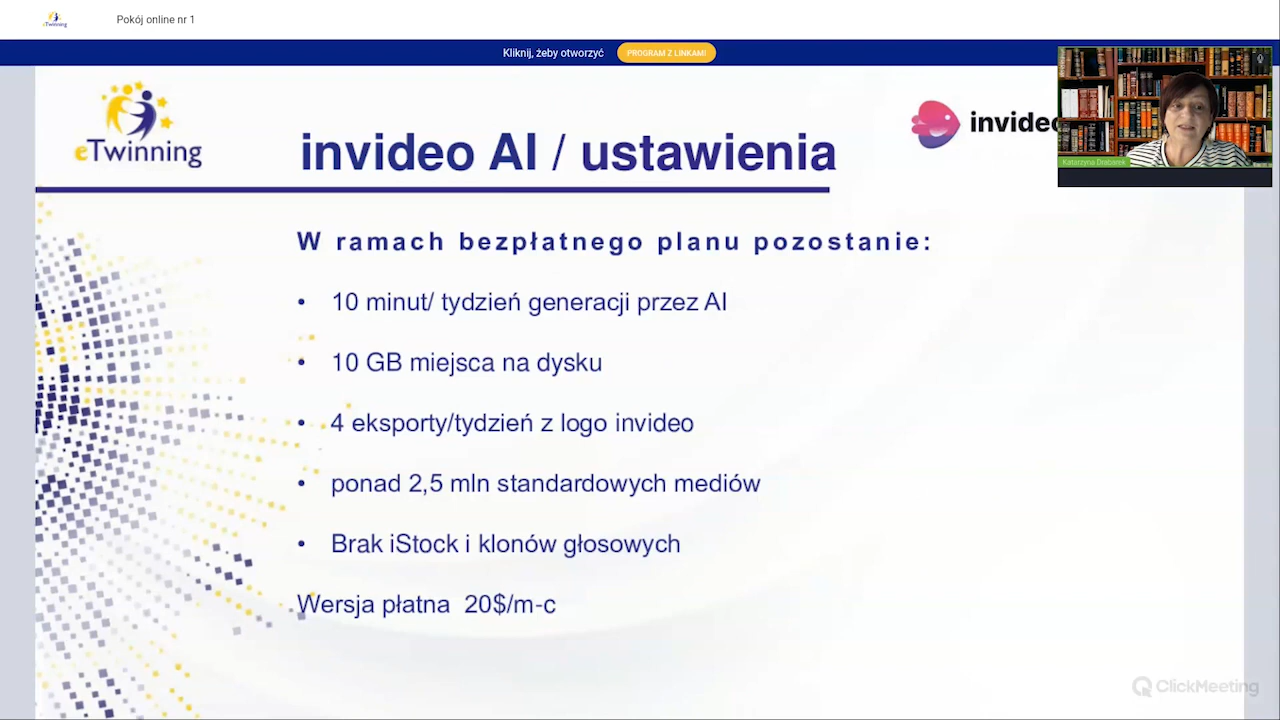 eTwinning
Pokój online nr 1
Kliknij, żeby otworzyć
PROGRAM Z LINKAMI
eTwinning
invideo AI / ustawienia
invideo
Katarzyna Drabarek
W ramach bezpłatnego planu pozostanie:
• 10 minut/ tydzień generacji przez AI
• 10 GB miejsca na dysku
• 4 eksporty/tydzień z logo invideo
• ponad 2,5 mln standardowych mediów
• Brak iStock i klonów głosowych
Wersja płatna 20$/m-c
ClickMeeting